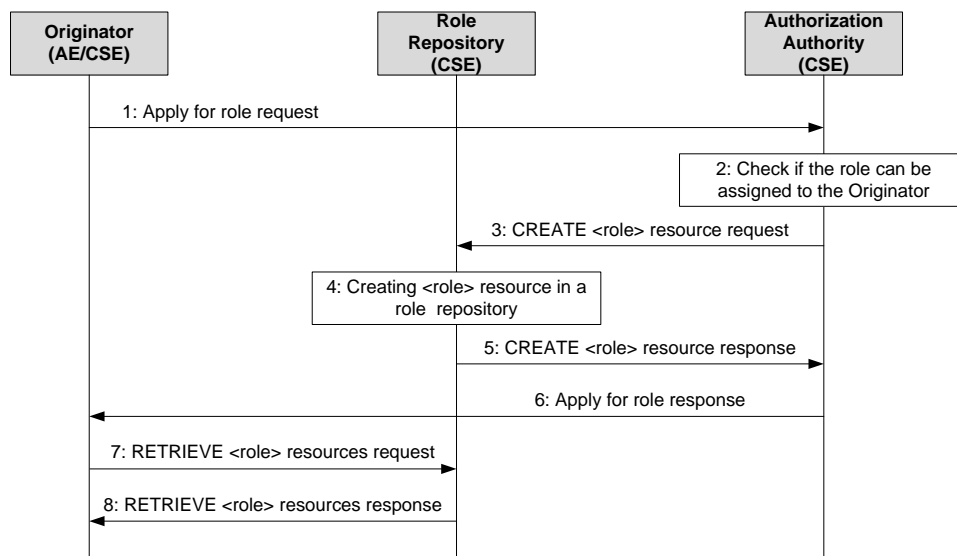 Originator
(AE/CSE)
Role
Repository
(CSE)
Authorization
Authority
(CSE)
1: Apply for role request
2: Check if the role can be
assigned to the Originator
3: CREATE <role> resource request
4: Creating <role> resource in a
role repository
5: CREATE <role> resource response
6: Apply for role response
7: RETRIEVE <role> resources request
8: RETRIEVE <role> resources response